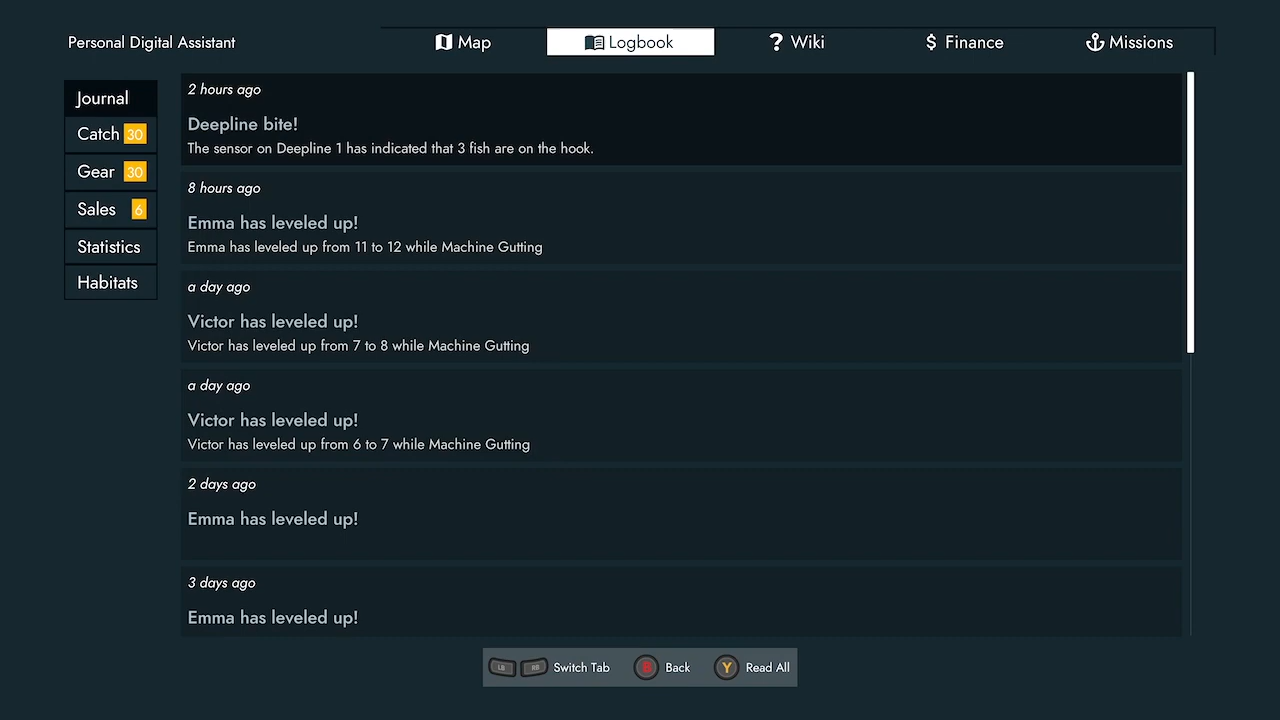 Personal Digital Assistant
Map
Logbook
? Wiki
$ Finance
Missions
Journal
Catch 30
Gear 30
Sales 6
Statistics
Habitats
2 hours ago
Deepline bite!
The sensor on Deepline 1 has indicated that 3 fish are on the hook.
8 hours ago
Emma has leveled up!
Emma has leveled up from 11 to 12 while Machine Gutting
a day ago
Victor has leveled up!
Victor has leveled up from 7 to 8 while Machine Gutting
a day ago
Victor has leveled up!
Victor has leveled up from 6 to 7 while Machine Gutting
2 days ago
Emma has leveled up!
3 days ago
Emma has leveled up!
LB RB Switch Tab B Back Y Read All